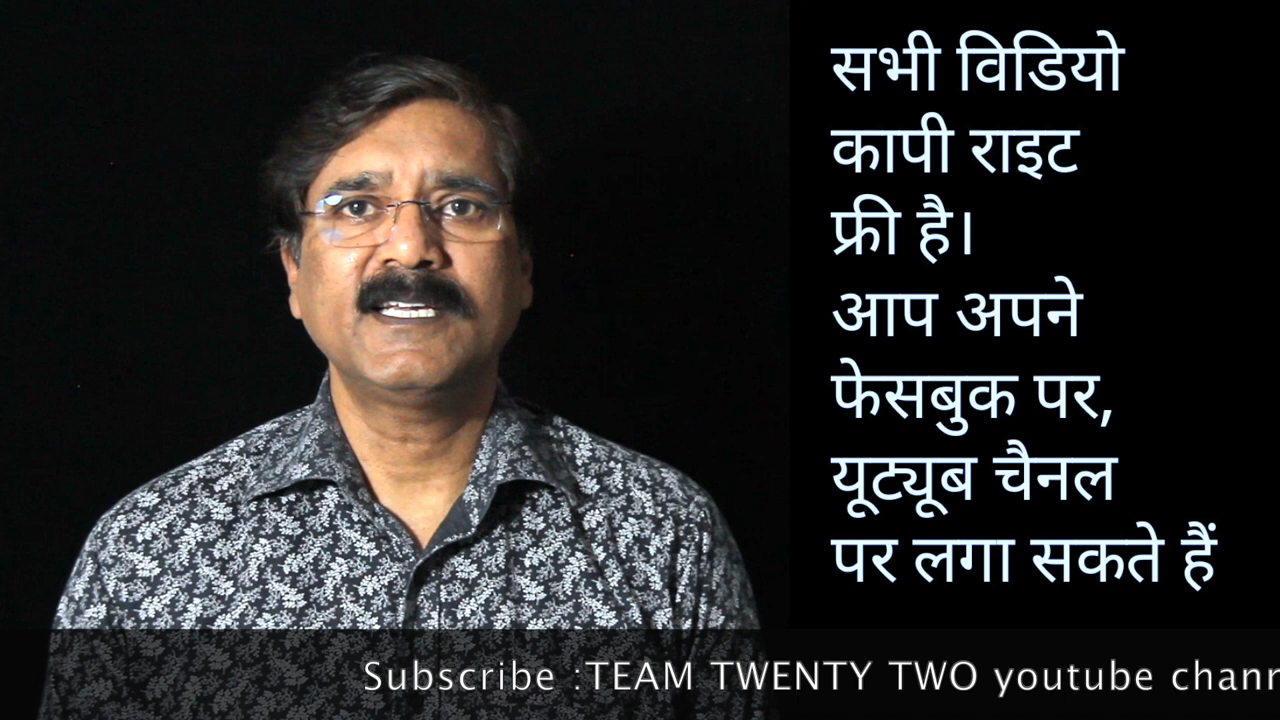 सभी विडियो
कापी राइट
फ्री है।
आप अपने
फेसबुक पर,
यूट्यूब चैनल
पर लगा सकते हैं
Subscribe :TEAM TWENTY TWO youtube